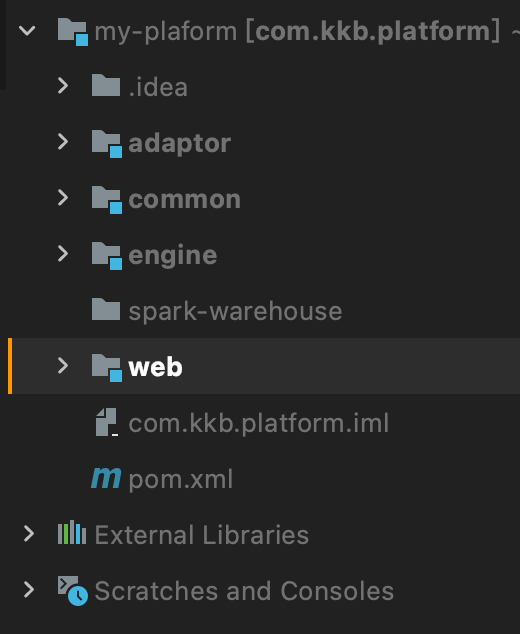 my-plaform [com.kkb.platform] ~
.idea
adaptor
common
engine
spark-warehouse
web
com.kkb.platform.iml
m pom.xml
External Libraries
Scratches and Consoles